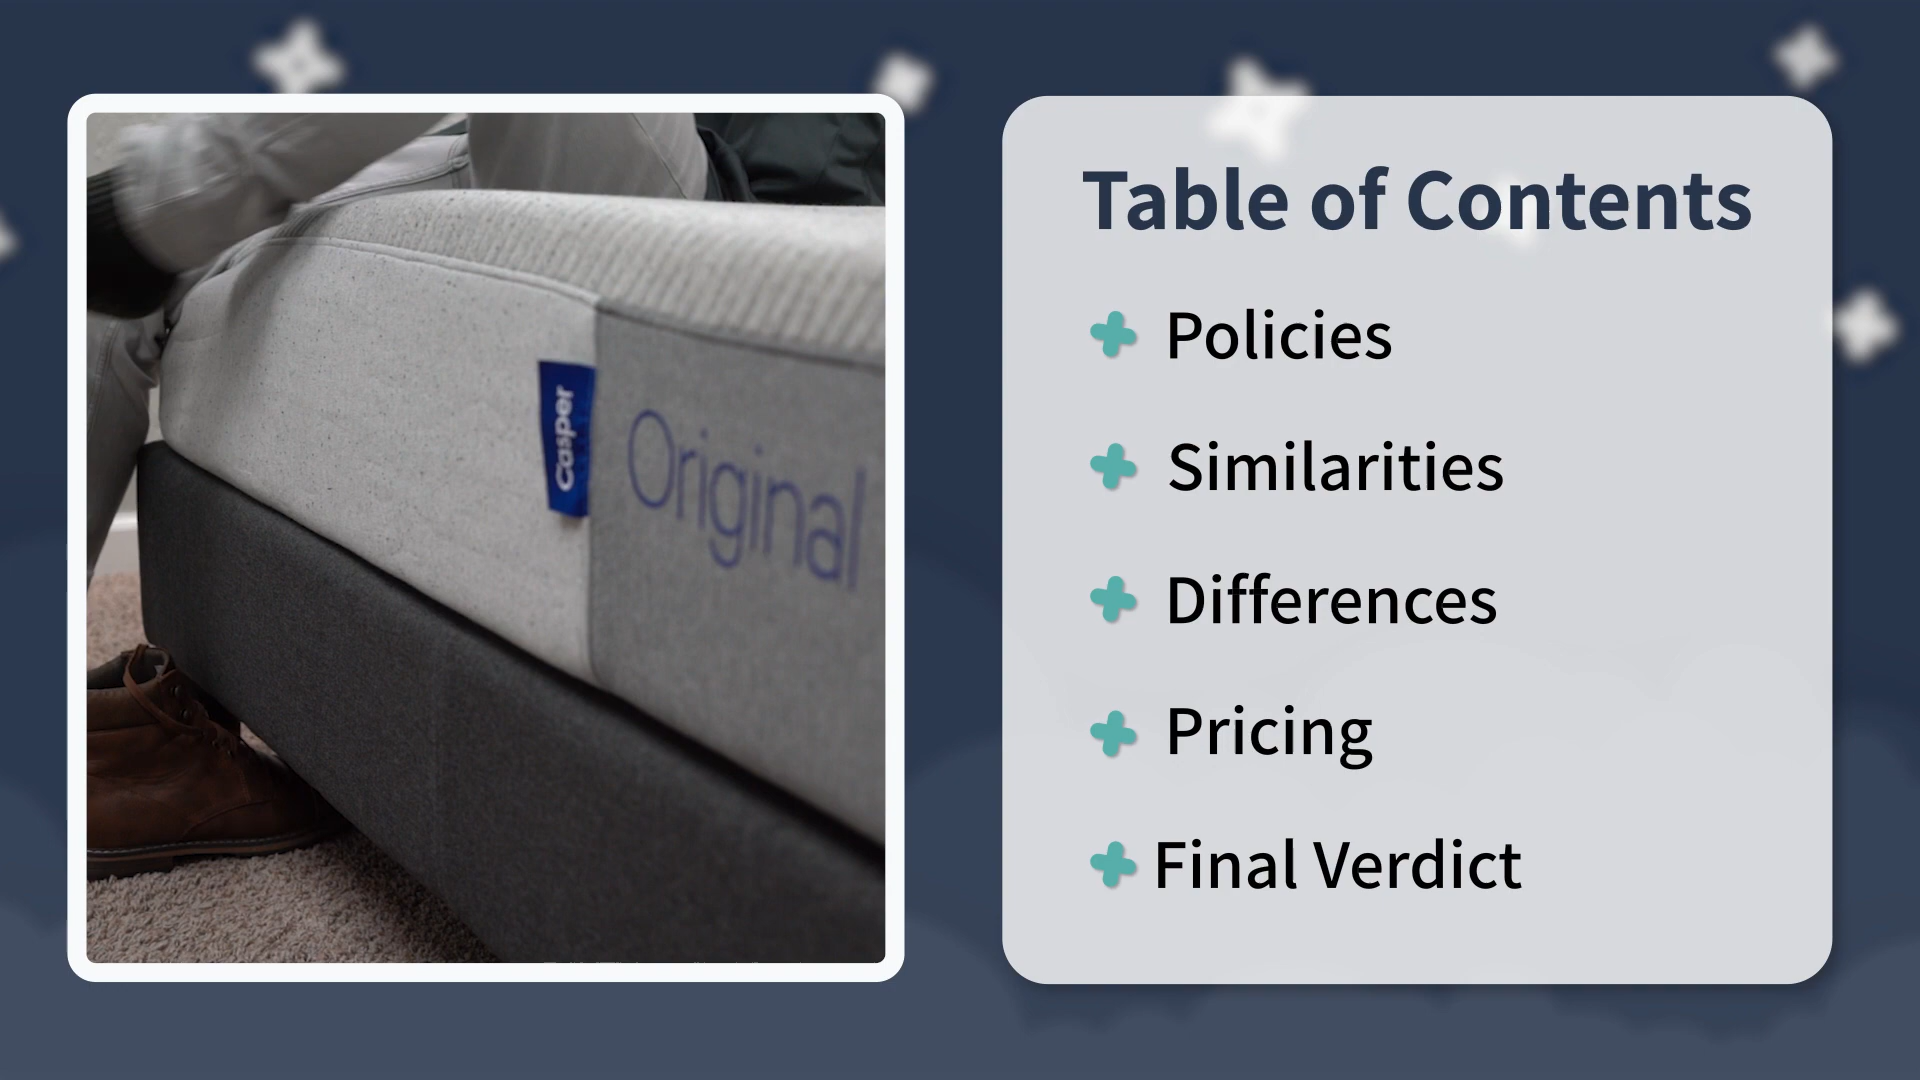 Casper
Original
Table of Contents
Policies
Similarities
Differences
Pricing
Final Verdict